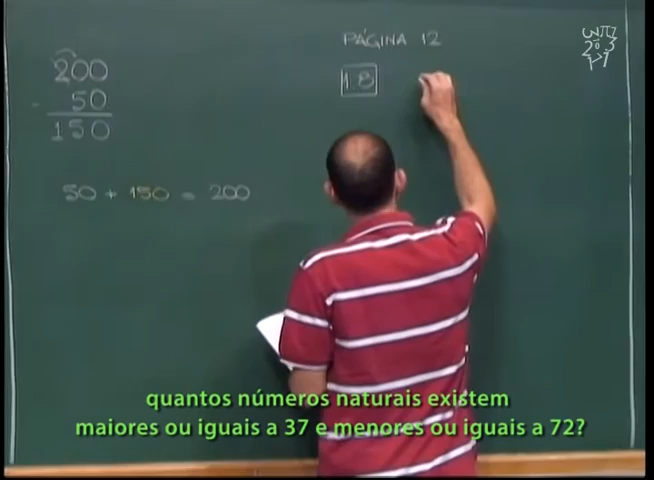 PÁGINA 12
200
- 50
150
18
50 + 150 = 200
quantos números naturais existem
maiores ou iguais a 37 e menores ou iguais a 72?